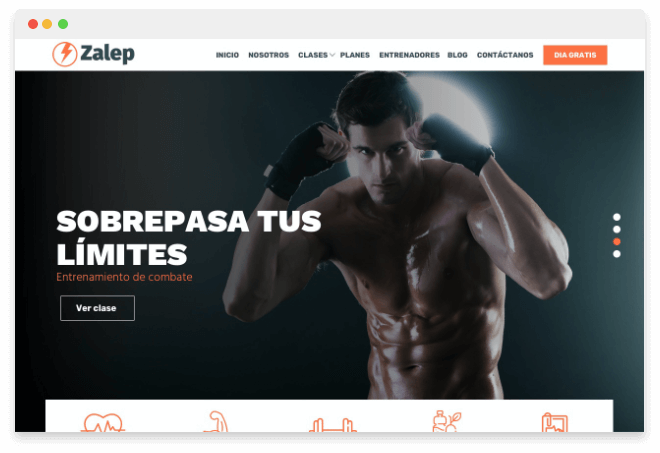 Zalep
INICIO NOSOTROS CLASES PLANES ENTRENADORES BLOG CONTÁCTANOS DIA GRATIS
SOBREPASA TUS
LÍMITES
Entrenamiento de combate
Ver clase